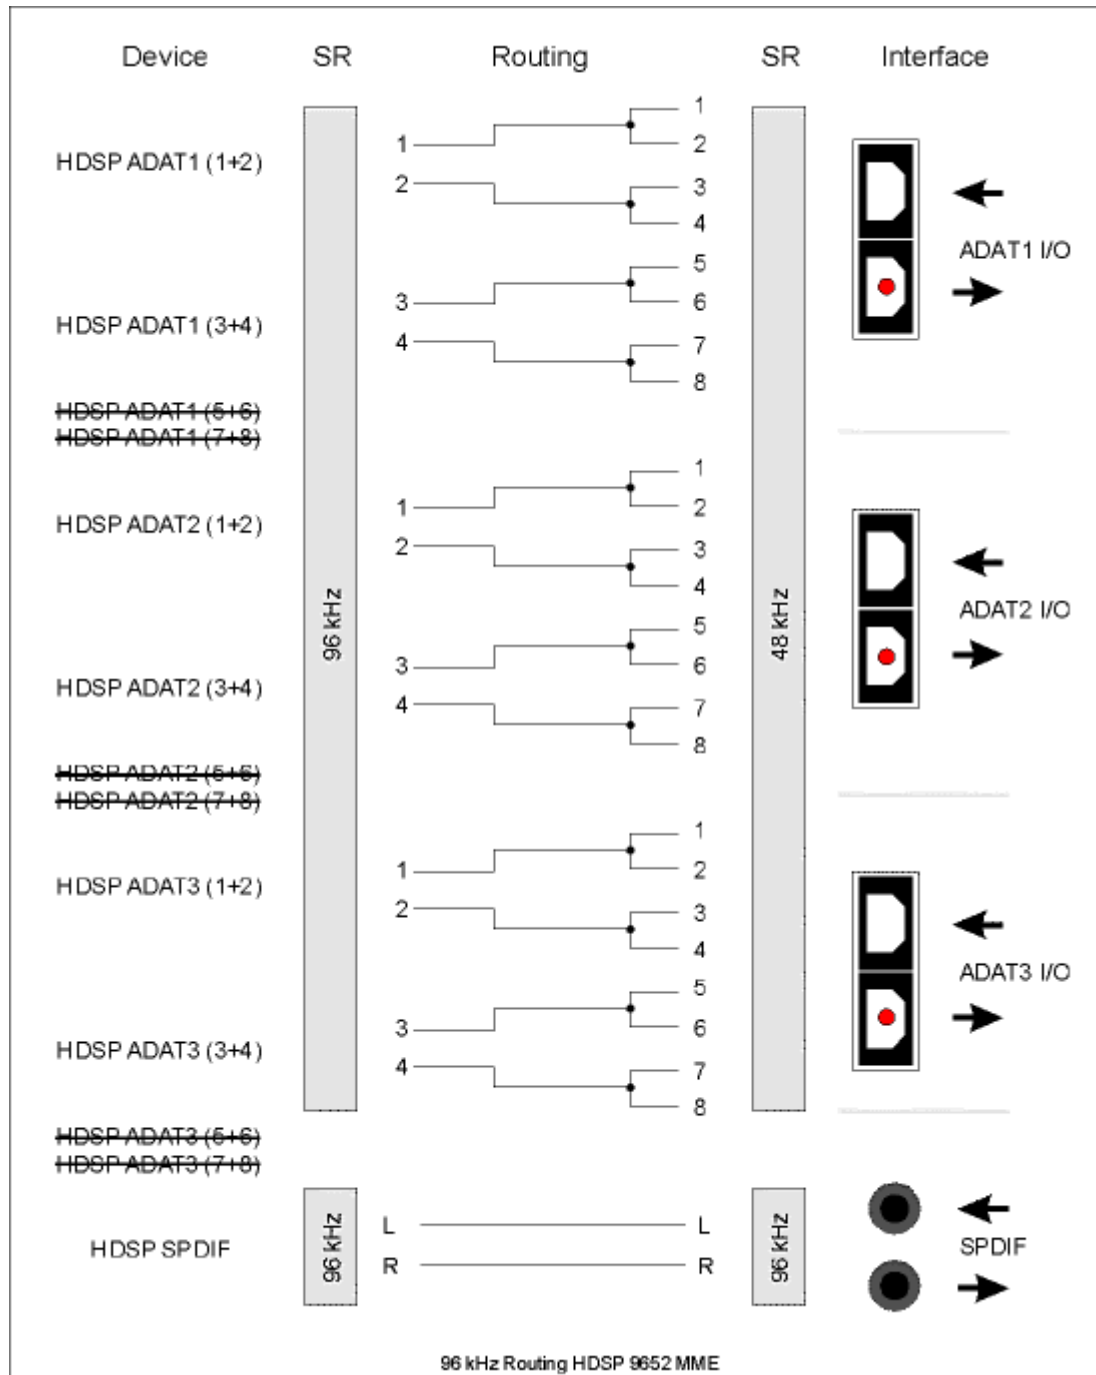 Device SR Routing SR Interface
1
1
2
HDSP ADAT1 (1+2)
2
3
4
ADAT1 I/O
5
3
6
HDSP ADAT1 (3+4)
4
7
8
HDSP ADAT1 (5+6)
HDSP ADAT1 (7+8)
1
1
2
HDSP ADAT2 (1+2)
2
3
4
96 kHz
48 kHz
ADAT2 I/O
5
3
6
HDSP ADAT2 (3+4)
4
7
8
HDSP ADAT2 (5+6)
HDSP ADAT2 (7+8)
1
1
2
HDSP ADAT3 (1+2)
2
3
4
ADAT3 I/O
5
3
6
HDSP ADAT3 (3+4)
4
7
8
HDSP ADAT3 (5+6)
HDSP ADAT3 (7+8)
HDSP SPDIF
96 kHz
L L
R R
96 kHz
SPDIF
96 kHz Routing HDSP 9652 MME